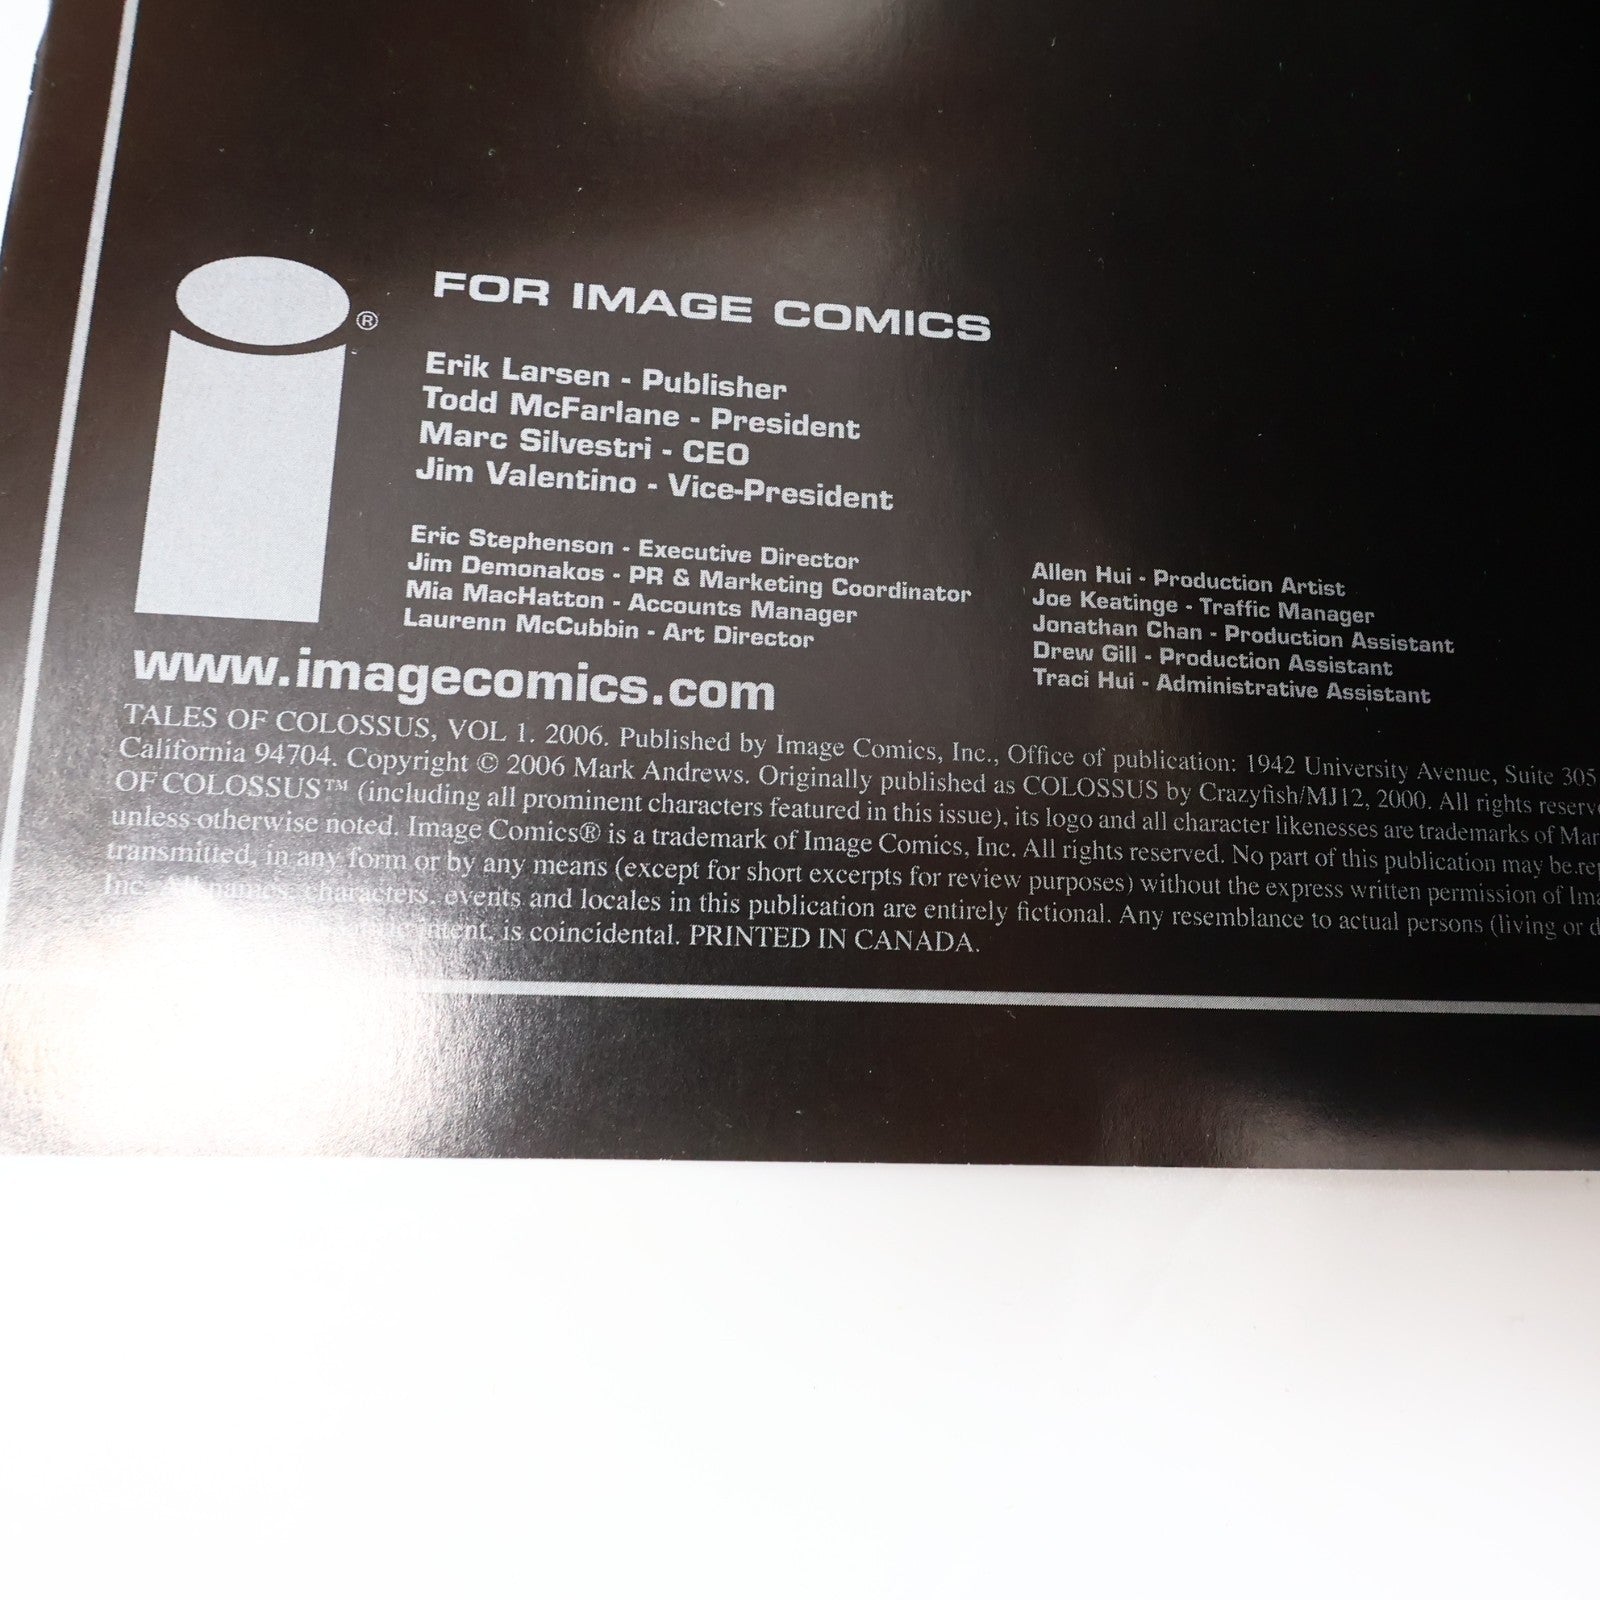 ®
FOR IMAGE COMICS
Erik Larsen - Publisher
Todd McFarlane - President
Marc Silvestri - CEO
Jim Valentino - Vice-President
Eric Stephenson - Executive Director
Jim Demonakos - PR & Marketing Coordinator
Mia MacHatton - Accounts Manager
Laurenn McCubbin - Art Director
Allen Hui - Production Artist
Joe Keatinge - Traffic Manager
Jonathan Chan - Production Assistant
Drew Gill - Production Assistant
Traci Hui - Administrative Assistant
www.imagecomics.com
TALES OF COLOSSUS, VOL 1. 2006. Published by Image Comics, Inc., Office of publication: 1942 University Avenue, Suite 305
California 94704. Copyright © 2006 Mark Andrews. Originally published as COLOSSUS by Crazyfish/MJ12, 2000. All rights
OF COLOSSUS™ (including all prominent characters featured in this issue), its logo and all character likenesses are trademarks of
unless otherwise noted. Image Comics® is a trademark of Image Comics, Inc. All rights reserved. No part of this publication may be
transmitted, in any form or by any means (except for short excerpts for review purposes) without the express written permission of
Inc. All names, characters, events and locales in this publication are entirely fictional. Any resemblance to actual persons (living or
intent, is coincidental. PRINTED IN CANADA.